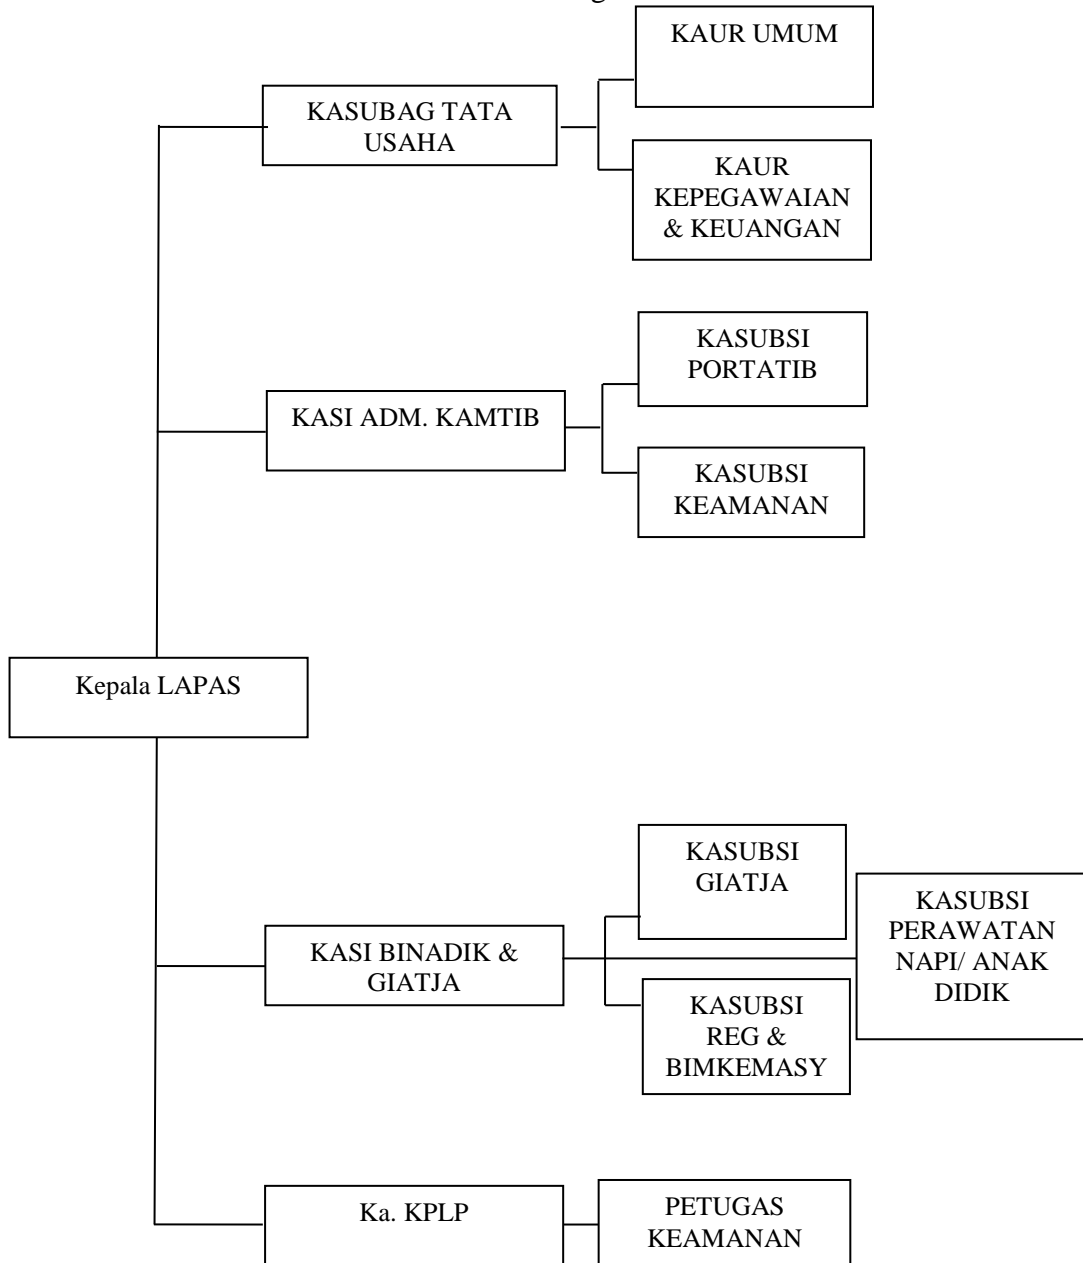 g
KAUR UMUM
KASUBAG TATA
USAHA
KAUR
KEPEGAWAIAN
& KEUANGAN
KASUBSI
PORTATIB
KASI ADM. KAMTIB
KASUBSI
KEAMANAN
Kepala LAPAS
KASUBSI
GIATJA
KASUBSI
PERAWATAN
NAPI/ ANAK
DIDIK
KASI BINADIK &
GIATJA
KASUBSI
REG &
BIMKEMASY
Ka. KPLP
PETUGAS
KEAMANAN